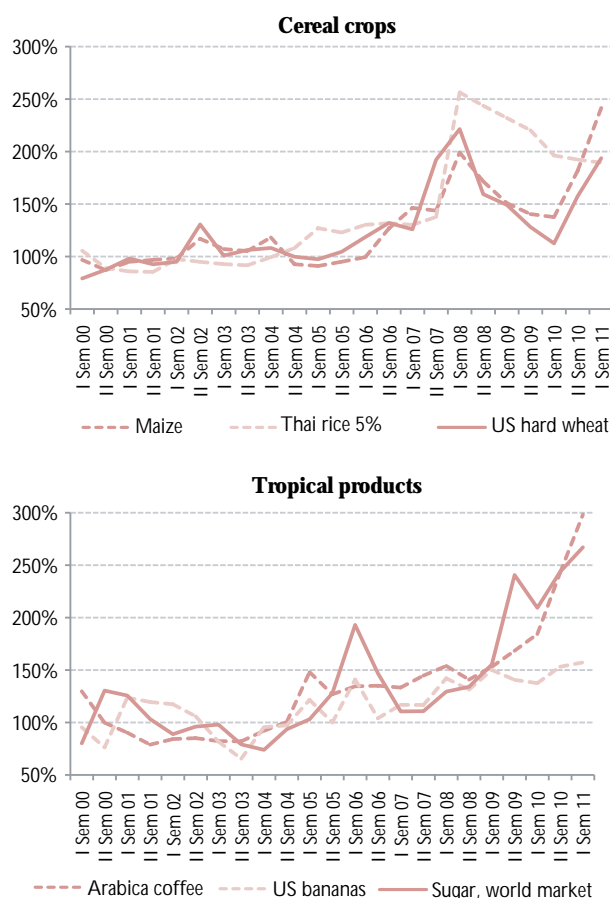 Cereal crops
300%
250%
200%
150%
100%
50%
I Sem 00
II Sem 00
I Sem 01
II Sem 01
I Sem 02
II Sem 02
I Sem 03
II Sem 03
I Sem 04
II Sem 04
I Sem 05
II Sem 05
I Sem 06
II Sem 06
I Sem 07
II Sem 07
I Sem 08
II Sem 08
I Sem 09
II Sem 09
I Sem 10
II Sem 10
I Sem 11
Maize Thai rice 5% US hard wheat
Tropical products
300%
250%
200%
150%
100%
50%
I Sem 00
II Sem 00
I Sem 01
II Sem 01
I Sem 02
II Sem 02
I Sem 03
II Sem 03
I Sem 04
II Sem 04
I Sem 05
II Sem 05
I Sem 06
II Sem 06
I Sem 07
II Sem 07
I Sem 08
II Sem 08
I Sem 09
II Sem 09
I Sem 10
II Sem 10
I Sem 11
Arabica coffee US bananas Sugar, world market